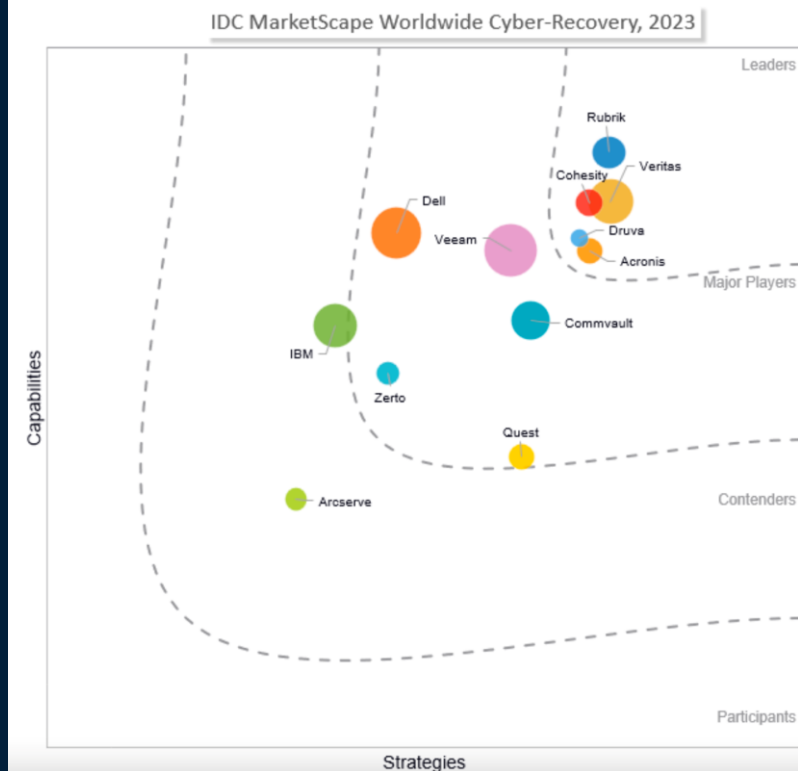 IDC MarketScape Worldwide Cyber-Recovery, 2023
Leaders
Rubrik
Veritas
Cohesity
Dell
Druva
Veeam
Acronis
Major Players
Commvault
IBM
Zerto
Capabilities
Quest
Contenders
Arcserve
Participants
Strategies